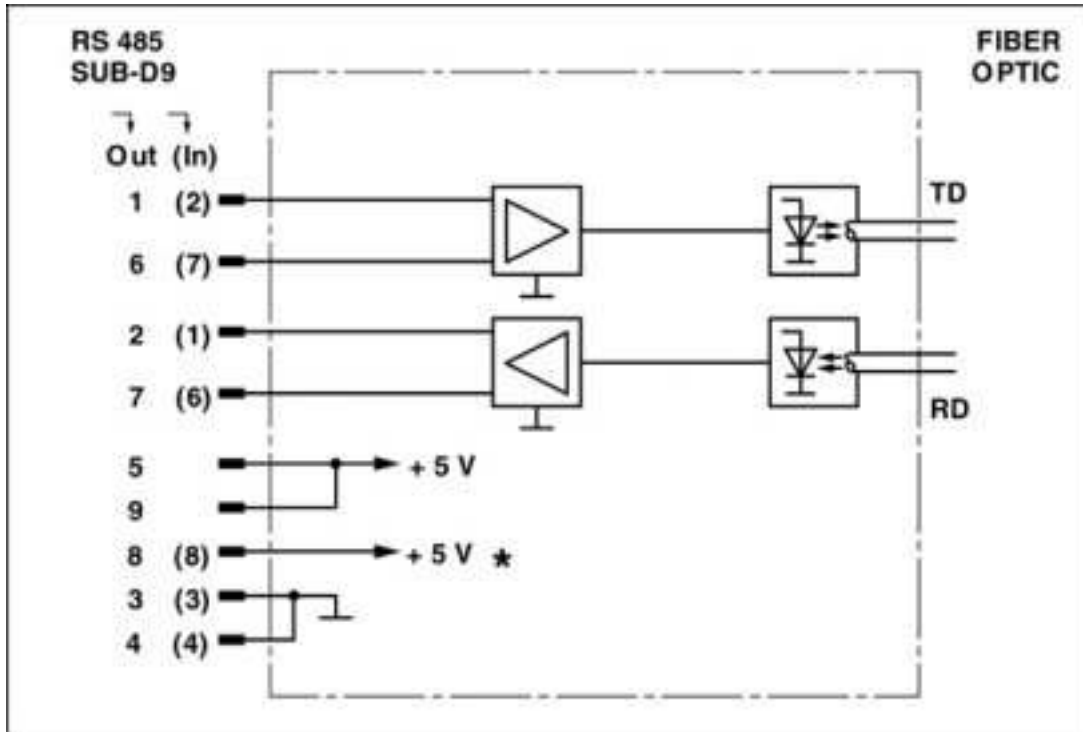 RS 485
SUB-D9
FIBER
OPTIC
Out (In)
1 (2)
TD
6 (7)
2 (1)
7 (6)
RD
5
+ 5 V
9
8 (8)
+ 5 V *
3 (3)
4 (4)